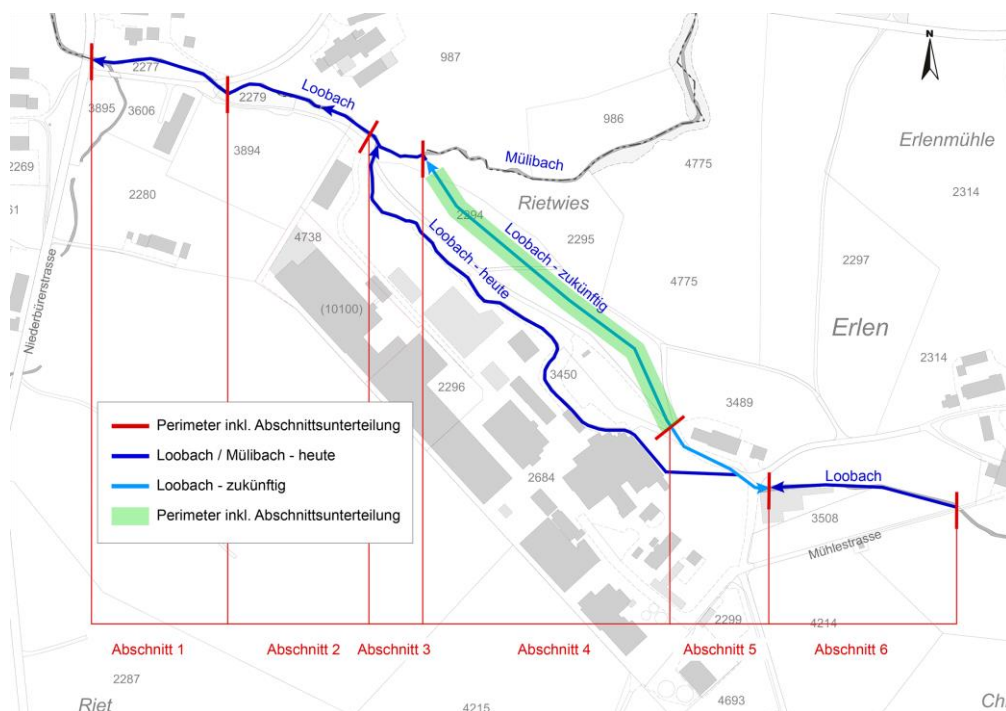 N
987
2277
2279
Loobach
986
3895
3606
Mülibach
4775
Erlenmühle
2269
3894
2314
61
2280
Rietwies
2294
2295
Loobach - zukünftig
Loobach - heute
4738
4775
2297
Niederbürerstrasse
(10100)
Erlen
2314
3450
2296
3489
Perimeter inkl. Abschnittsunterteilung
Loobach / Mülibach - heute
Loobach - zukünftig
Perimeter inkl. Abschnittsunterteilung
2684
Loobach
3508
Mühlestrasse
2299
4214
Abschnitt 1
Abschnitt 2
Abschnitt 3
Abschnitt 4
Abschnitt 5
Abschnitt 6
2287
Riet
4215
4693
Ch